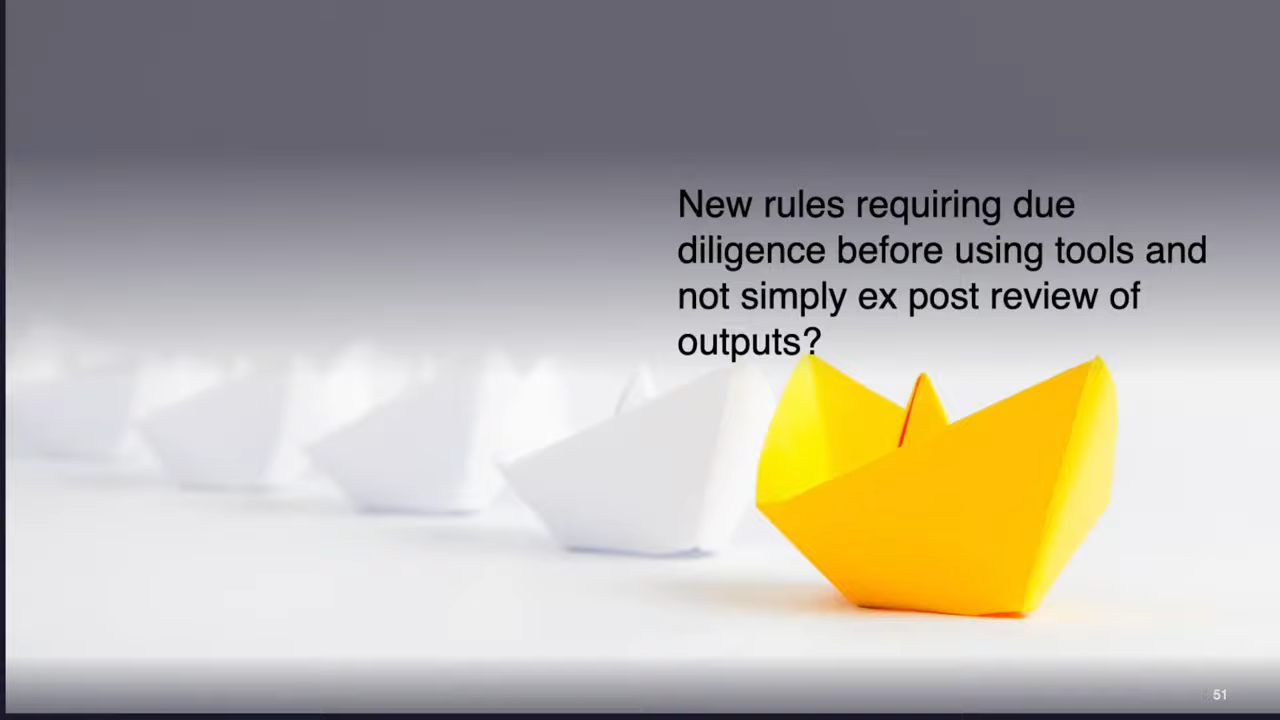 New rules requiring due
diligence before using tools and
not simply ex post review of
outputs?
51